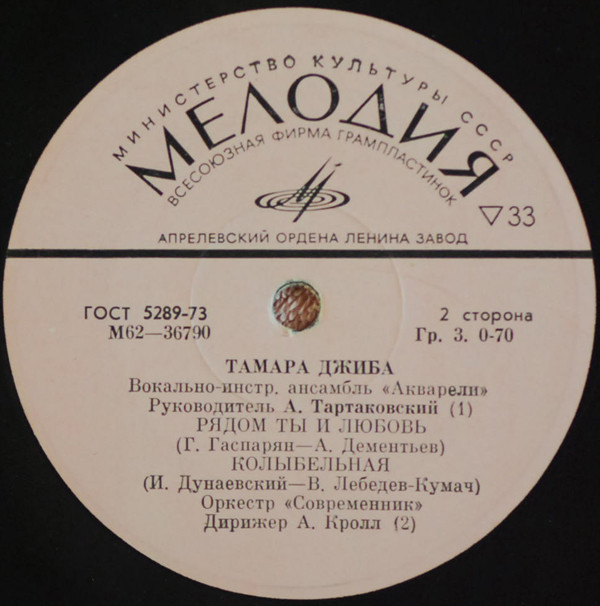 МИНИСТЕРСТВО КУЛЬТУРЫ СССР
МЕЛОДИЯ
ВСЕСОЮЗНАЯ ФИРМА ГРАМПЛАСТИНОК
▽33
АПРЕЛЕВСКИЙ ОРДЕНА ЛЕНИНА ЗАВОД
ГОСТ 5289-73
М62—36790
2 сторона
Гр. 3. 0-70
ТАМАРА ДЖИБА
Вокально-инстр. ансамбль «Акварели»
Руководитель А. Тартаковский (1)
РЯДОМ ТЫ И ЛЮБОВЬ
(Г. Гаспарян—А. Дементьев)
КОЛЫБЕЛЬНАЯ
(И. Дунаевский—В. Лебедев-Кумач)
Оркестр «Современник»
Дирижер А. Кролл (2)